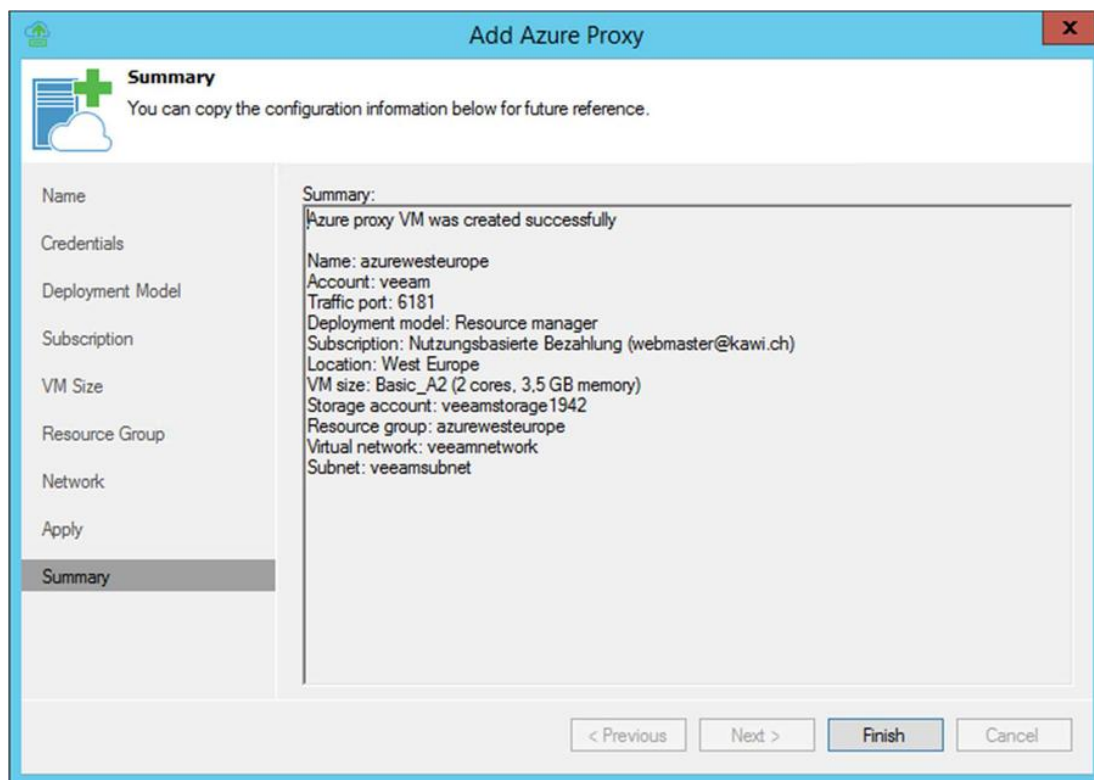 Add Azure Proxy
x
Summary
You can copy the configuration information below for future reference.
Name
Credentials
Deployment Model
Subscription
VM Size
Resource Group
Network
Apply
Summary
Summary:
Azure proxy VM was created successfully
Name: azurewesteurope
Account: veeam
Traffic port: 6181
Deployment model: Resource manager
Subscription: Nutzungsbasierte Bezahlung (webmaster@kawi.ch)
Location: West Europe
VM size: Basic_A2 (2 cores, 3,5 GB memory)
Storage account: veeamstorage1942
Resource group: azurewesteurope
Virtual network: veeamnetwork
Subnet: veeamsubnet
< Previous
Next >
Finish
Cancel